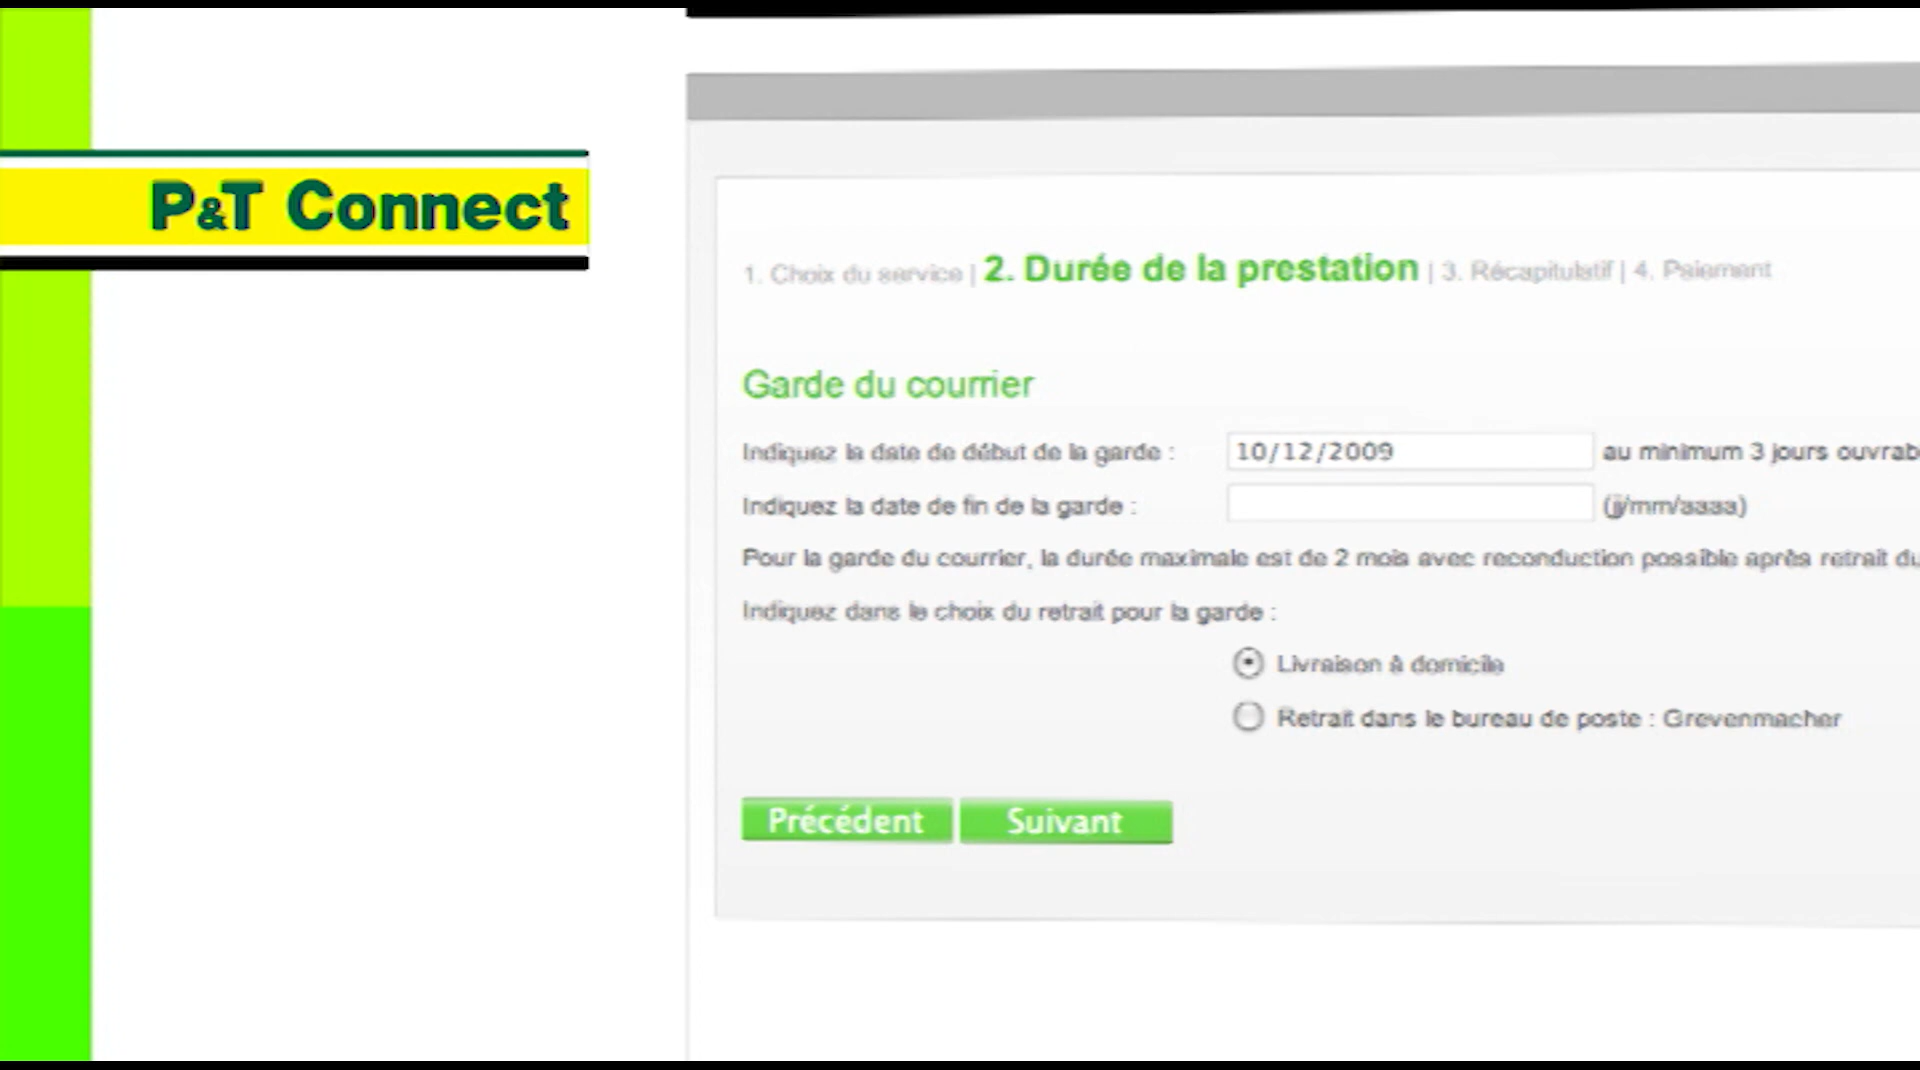 P&T Connect
1. Choix du service | 2. Durée de la prestation | 3. Récapitulatif | 4. Paiement
Garde du courrier
Indiquez la date de début de la garde : 10/12/2009 au minimum 3 jours ouvrab
Indiquez la date de fin de la garde : (jj/mm/aaaa)
Pour la garde du courrier, la durée maximale est de 2 mois avec reconduction possible après retrait du
Indiquez dans le choix du retrait pour la garde :
Livraison à domicile
Retrait dans le bureau de poste : Grevenmacher
Précédent Suivant